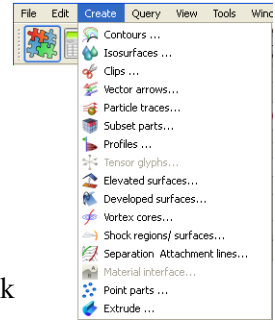 File Edit Create Query View Tools Wind
Contours ...
Isosurfaces ...
Clips ...
Vector arrows...
Particle traces...
Subset parts...
Profiles ...
Tensor glyphs...
Elevated surfaces...
Developed surfaces...
Vortex cores...
Shock regions/ surfaces...
Separation Attachment lines...
Material interface...
k
Point parts ...
Extrude ...